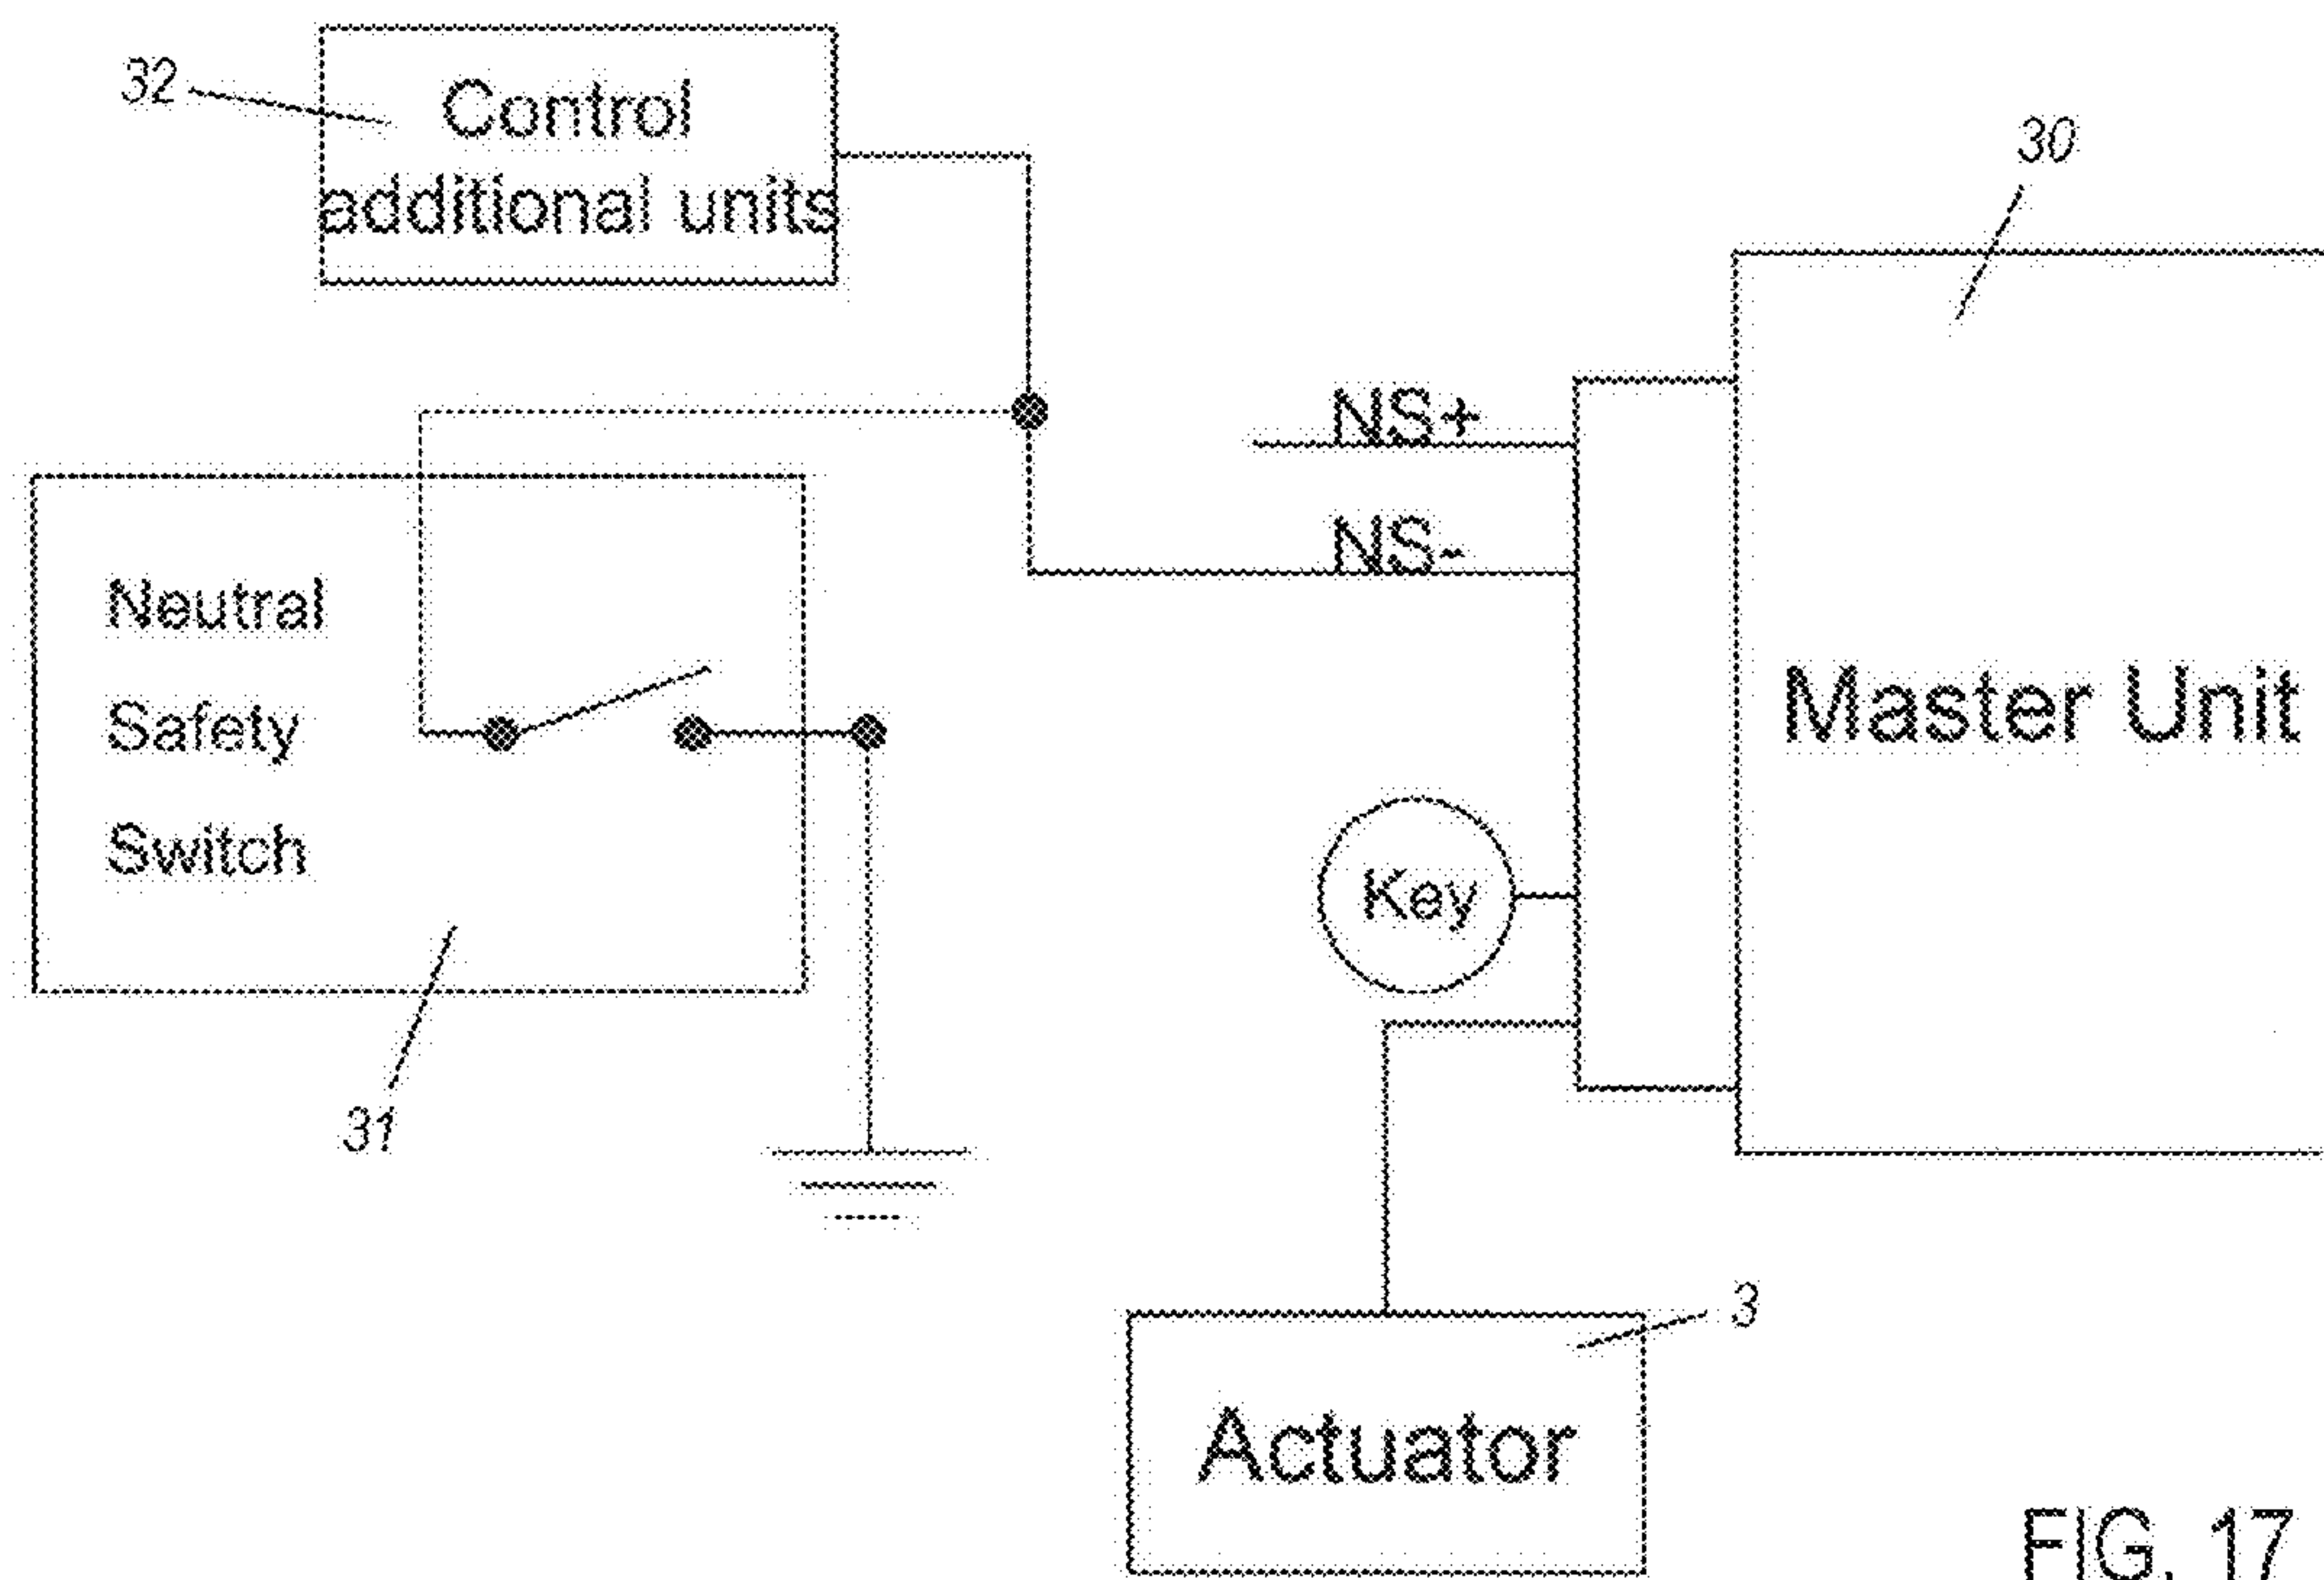 32
Control
additional units
30
NS+
NS-
Neutral
Safety
Switch
Master Unit
Key
31
3
Actuator
FIG. 17